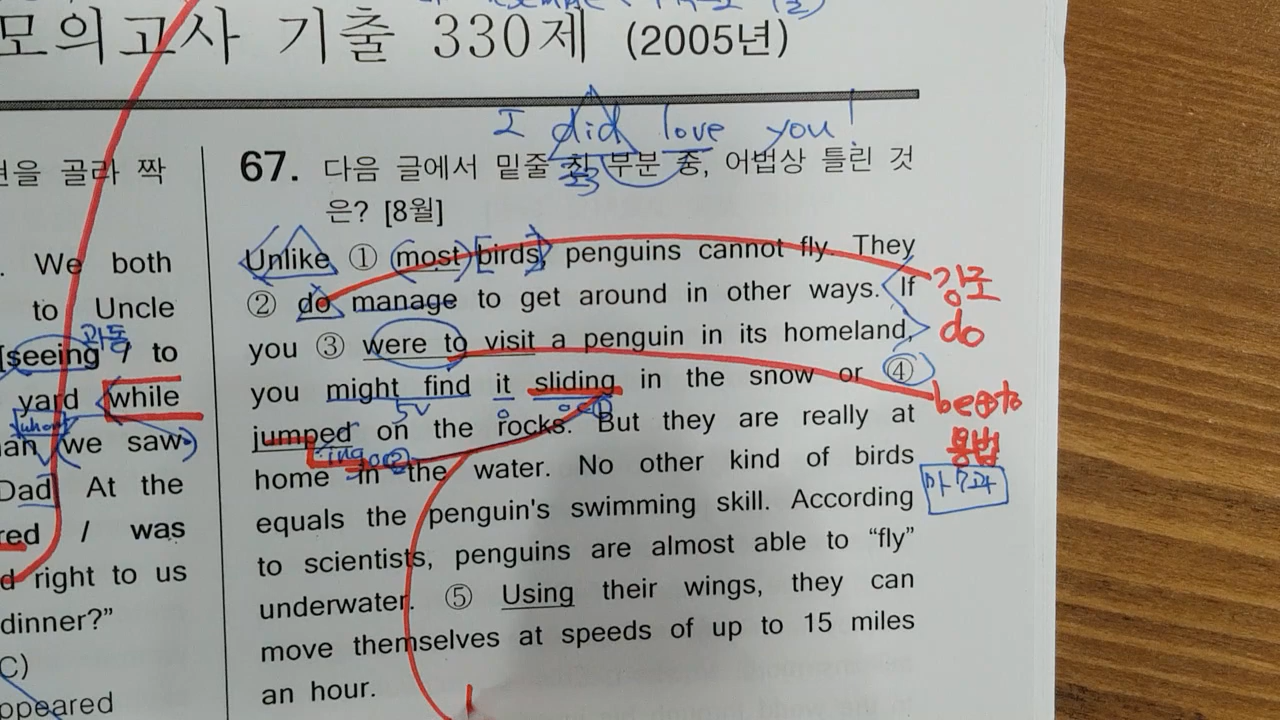 모의고사 기출 330제 (2005년)
I did love you!
골라 짝
We both
to Uncle
과동
[seeing / to
yard while
we saw
Dad At the
red / was
right to us
dinner?”
C)
ppeared
67. 다음 글에서 밑줄 친 부분 중, 어법상 틀린 것
은? [8월]
Unlike ① most birds, penguins cannot fly. They
② do manage to get around in other ways. If
you ③ were to visit a penguin in its homeland,
you might find it sliding in the snow or ④
5V
jumped on the rocks. But they are really at
ing
home in the water. No other kind of birds
equals the penguin's swimming skill. According
to scientists, penguins are almost able to “fly”
underwater. ⑤ Using their wings, they can
move themselves at speeds of up to 15 miles
an hour.
강조
do
be+to
용법